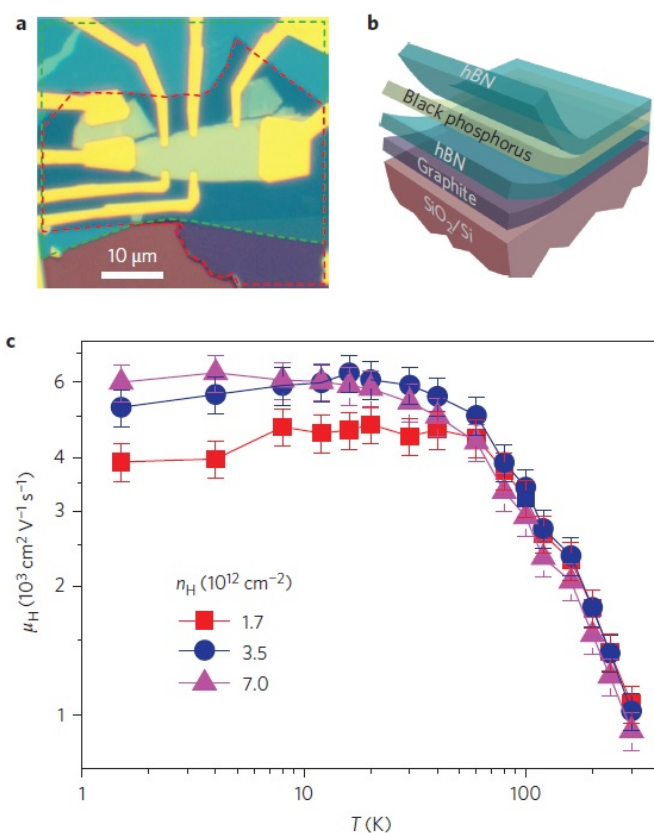 a
10 μm
b
hBN
Black phosphorus
hBN
Graphite
SiO₂/Si
c
6
4
3
2
1
μH (10³ cm² V⁻¹ s⁻¹)
nH (10¹² cm⁻²)
1.7
3.5
7.0
1 10 100
T (K)